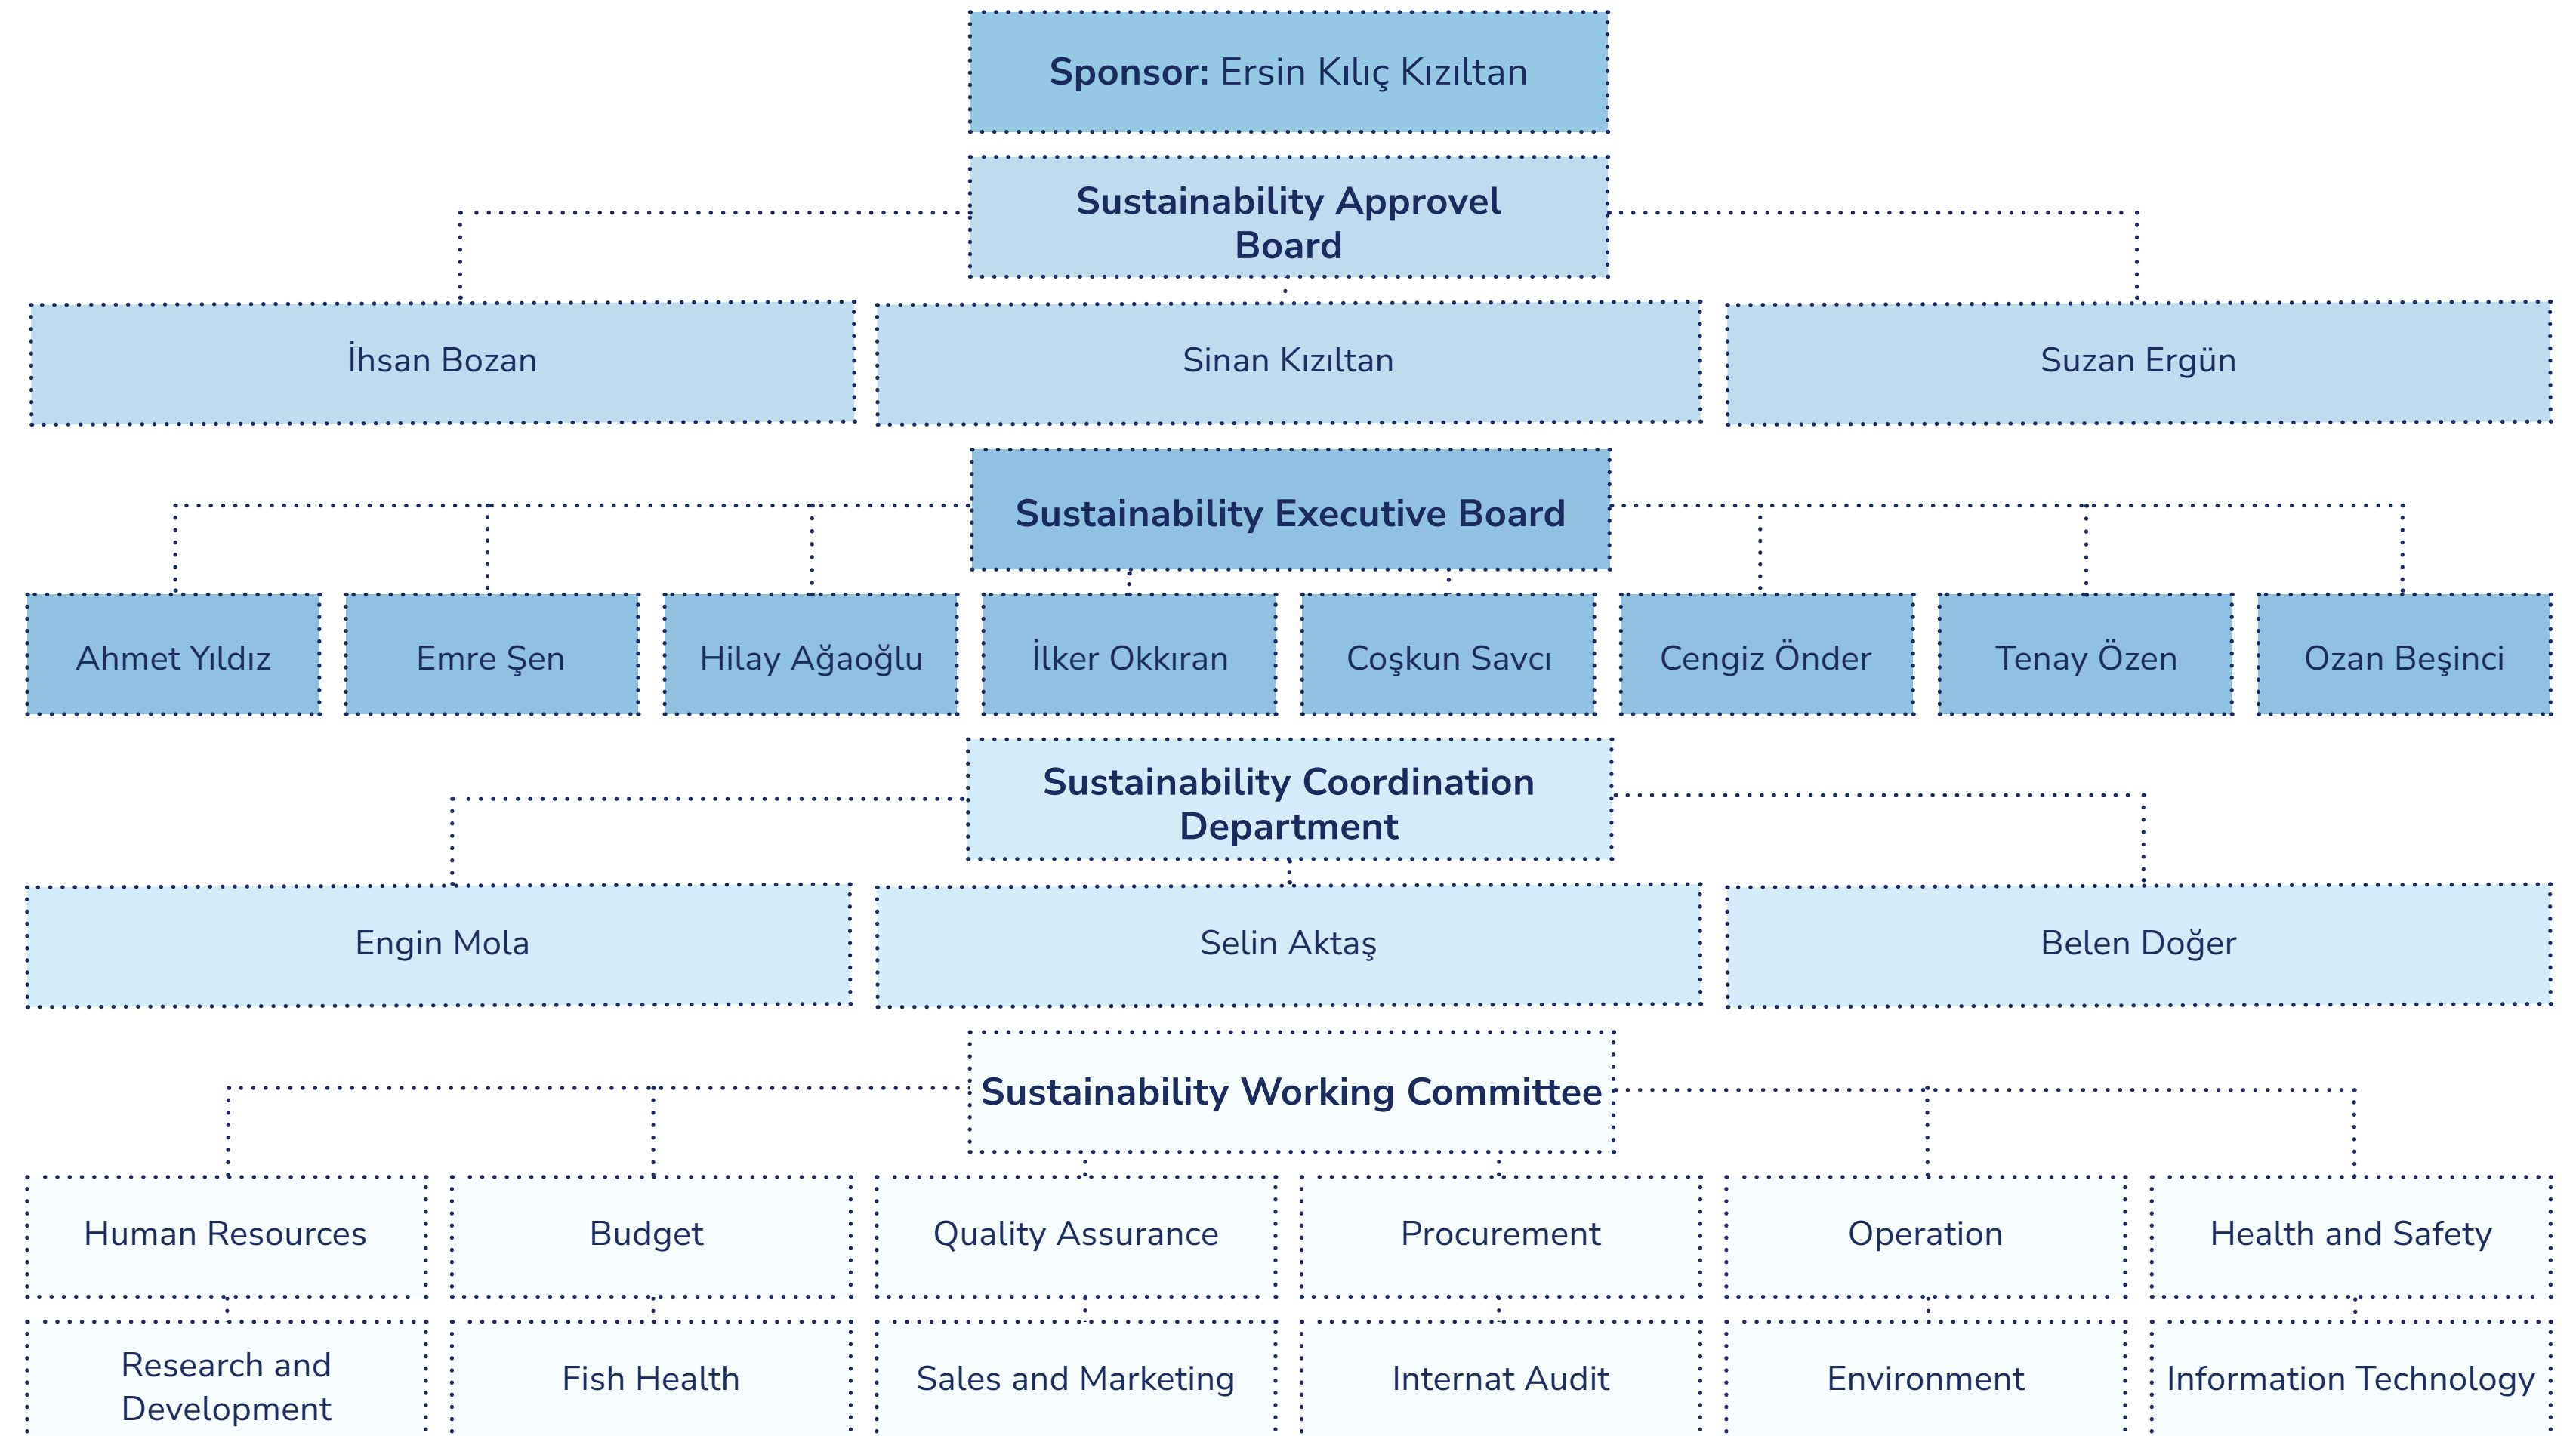 Sponsor: Ersin Kılıç Kızıltan
Sustainability Approvel
Board
İhsan Bozan
Sinan Kızıltan
Suzan Ergün
Sustainability Executive Board
Ahmet Yıldız
Emre Şen
Hilay Ağaoğlu
İlker Okkıran
Coşkun Savcı
Cengiz Önder
Tenay Özen
Ozan Beşinci
Sustainability Coordination
Department
Engin Mola
Selin Aktaş
Belen Doğer
Sustainability Working Committee
Human Resources
Budget
Quality Assurance
Procurement
Operation
Health and Safety
Research and
Development
Fish Health
Sales and Marketing
Internat Audit
Environment
Information Technology